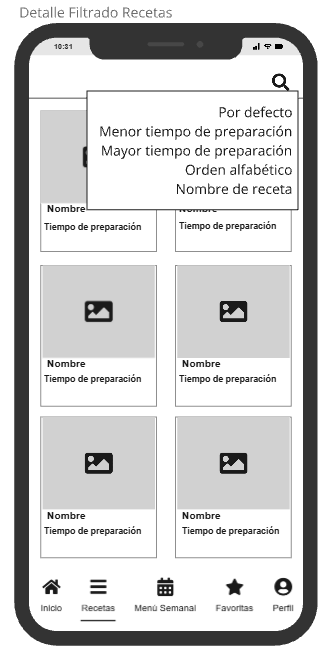 Detalle Filtrado Recetas
10:31
Por defecto
Menor tiempo de preparación
Mayor tiempo de preparación
Orden alfabético
Nombre de receta
Nombre
Nombre
Tiempo de preparación
Tiempo de preparación
Nombre
Nombre
Tiempo de preparación
Tiempo de preparación
Nombre
Nombre
Tiempo de preparación
Tiempo de preparación
Inicio
Recetas
Menú Semanal
Favoritas
Perfil